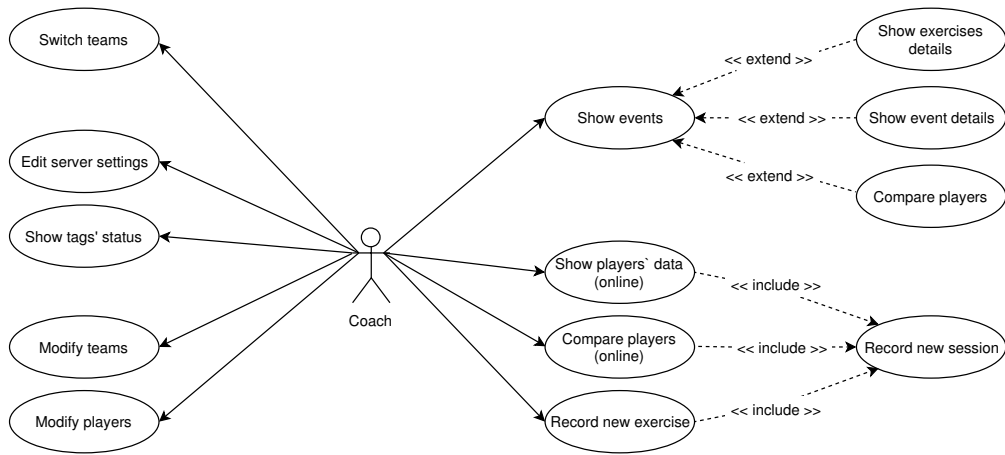 Switch teams
Edit server settings
Show tags' status
Modify teams
Modify players
Coach
Show events
Show players` data
(online)
Compare players
(online)
Record new exercise
<< extend >>
<< extend >>
<< extend >>
<< include >>
<< include >>
<< include >>
Show exercises
details
Show event details
Compare players
Record new session